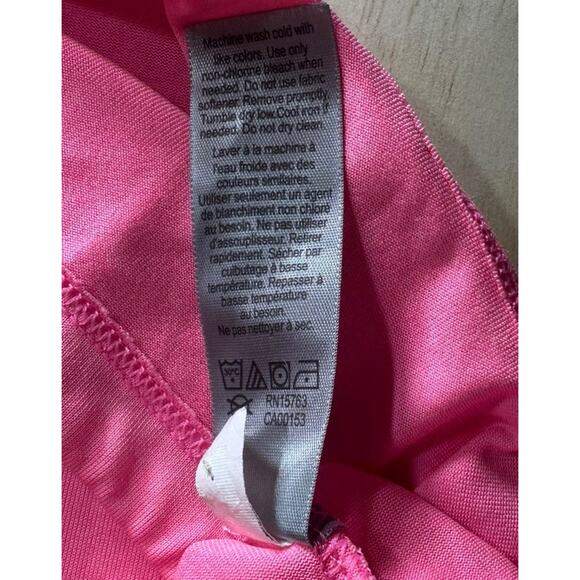 Machine wash cold with
like colors. Use only
non-chlorine bleach when
needed. Do not use fabric
softener. Remove promptly.
Tumble dry low. Cool iron if
needed. Do not dry clean.
Laver à la machine à
l'eau froide avec des
couleurs similaires.
Utiliser seulement un agent
de blanchiment non chloré
au besoin. Ne pas utiliser
d'assouplisseur. Retirer
rapidement. Sécher par
culbutage à basse
température. Repasser à
basse température
au besoin.
Ne pas nettoyer à sec.
30°C
RN15763
CA00153